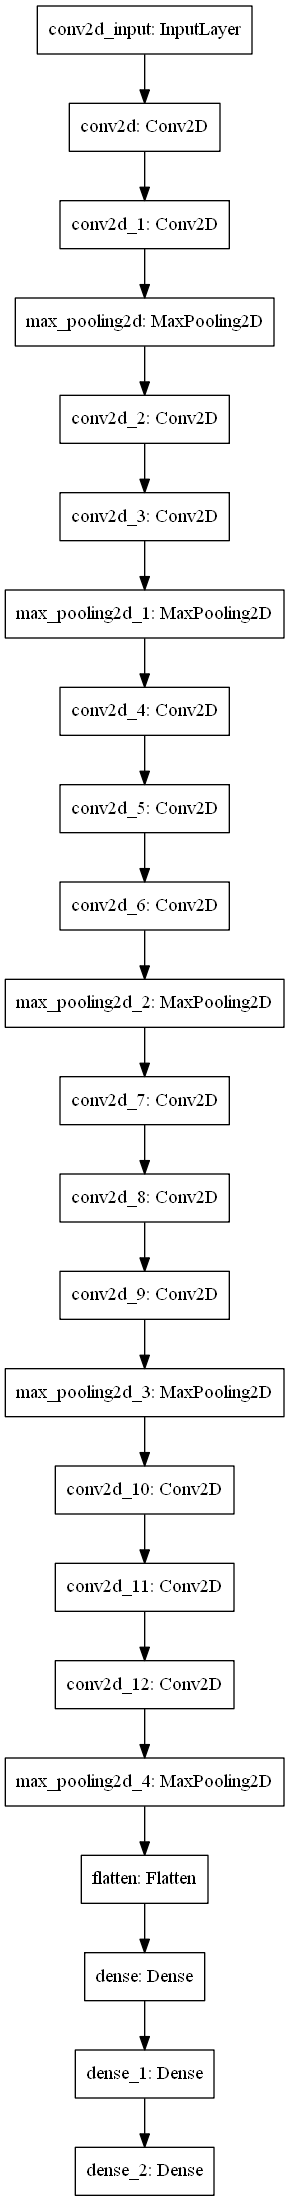 conv2d_input: InputLayer
conv2d: Conv2D
conv2d_1: Conv2D
max_pooling2d: MaxPooling2D
conv2d_2: Conv2D
conv2d_3: Conv2D
max_pooling2d_1: MaxPooling2D
conv2d_4: Conv2D
conv2d_5: Conv2D
conv2d_6: Conv2D
max_pooling2d_2: MaxPooling2D
conv2d_7: Conv2D
conv2d_8: Conv2D
conv2d_9: Conv2D
max_pooling2d_3: MaxPooling2D
conv2d_10: Conv2D
conv2d_11: Conv2D
conv2d_12: Conv2D
max_pooling2d_4: MaxPooling2D
flatten: Flatten
dense: Dense
dense_1: Dense
dense_2: Dense